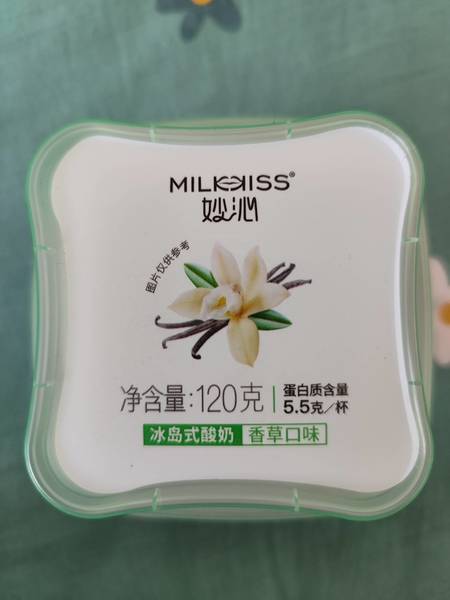 MILKKISS®
妙沁
图片仅供参考
净含量:120克
蛋白质含量
5.5克/杯
冰岛式酸奶 香草口味